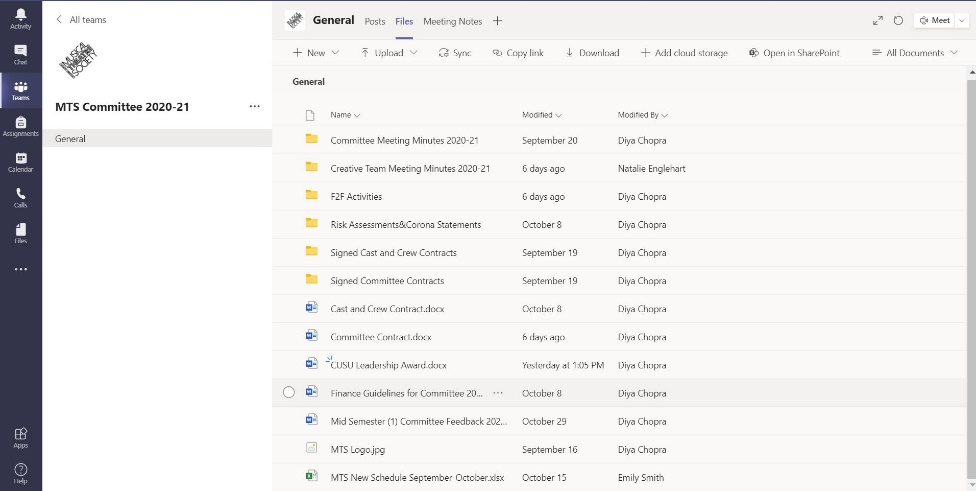 Activity
Chat
Teams
Assignments
Calendar
Calls
Files
Apps
Help
All teams
MUSICAL THEATRE SOCIETY
MTS Committee 2020-21
General
General Posts Files Meeting Notes Meet
New Upload Sync Copy link Download Add cloud storage Open in SharePoint All Documents
General
Name Modified Modified By
Committee Meeting Minutes 2020-21 September 20 Diya Chopra
Creative Team Meeting Minutes 2020-21 6 days ago Natalie Englehart
F2F Activities 6 days ago Diya Chopra
Risk Assessments&Corona Statements October 8 Diya Chopra
Signed Cast and Crew Contracts September 19 Diya Chopra
Signed Committee Contracts September 19 Diya Chopra
Cast and Crew Contract.docx October 8 Diya Chopra
Committee Contract.docx 6 days ago Diya Chopra
CUSU Leadership Award.docx Yesterday at 1:05 PM Diya Chopra
Finance Guidelines for Committee 20... ... October 8 Diya Chopra
Mid Semester (1) Committee Feedback 202... October 29 Diya Chopra
MTS Logo.jpg September 16 Diya Chopra
MTS New Schedule September-October.xlsx October 15 Emily Smith